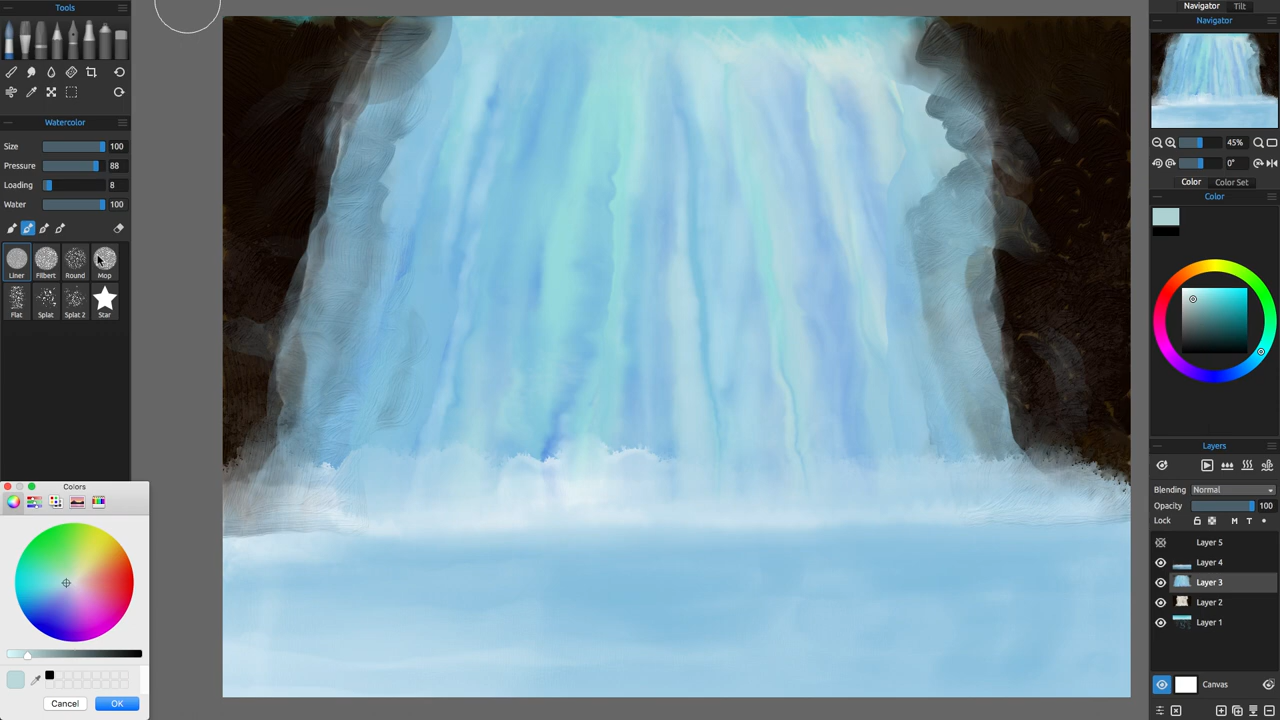 Tools
Watercolor
Size 100
Pressure 88
Loading 8
Water 100
Liner Filbert Round Mop
Flat Splat Splat 2 Star
Colors
Cancel OK
Navigator Tilt
Navigator
45%
0°
Color Color Set
Color
Layers
Blending Normal
Opacity 100
Lock M T
Layer 5
Layer 4
Layer 3
Layer 2
Layer 1
Canvas